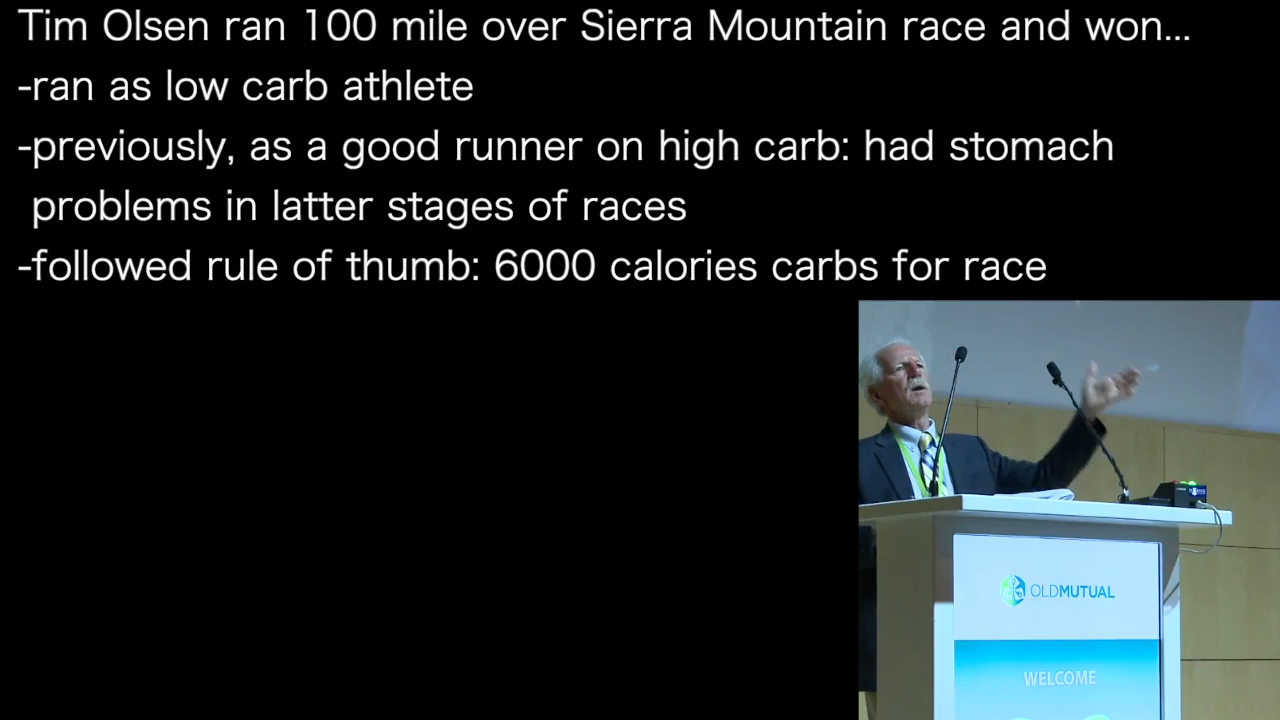 Tim Olsen ran 100 mile over Sierra Mountain race and won...
-ran as low carb athlete
-previously, as a good runner on high carb: had stomach
problems in latter stages of races
-followed rule of thumb: 6000 calories carbs for race
OLDMUTUAL
WELCOME